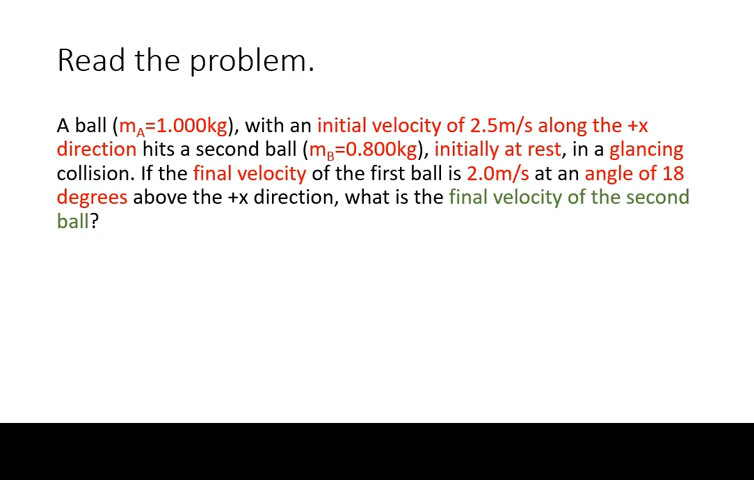 Read the problem.
A ball (mA=1.000kg), with an initial velocity of 2.5m/s along the +x
direction hits a second ball (mB=0.800kg), initially at rest, in a glancing
collision. If the final velocity of the first ball is 2.0m/s at an angle of 18
degrees above the +x direction, what is the final velocity of the second
ball?